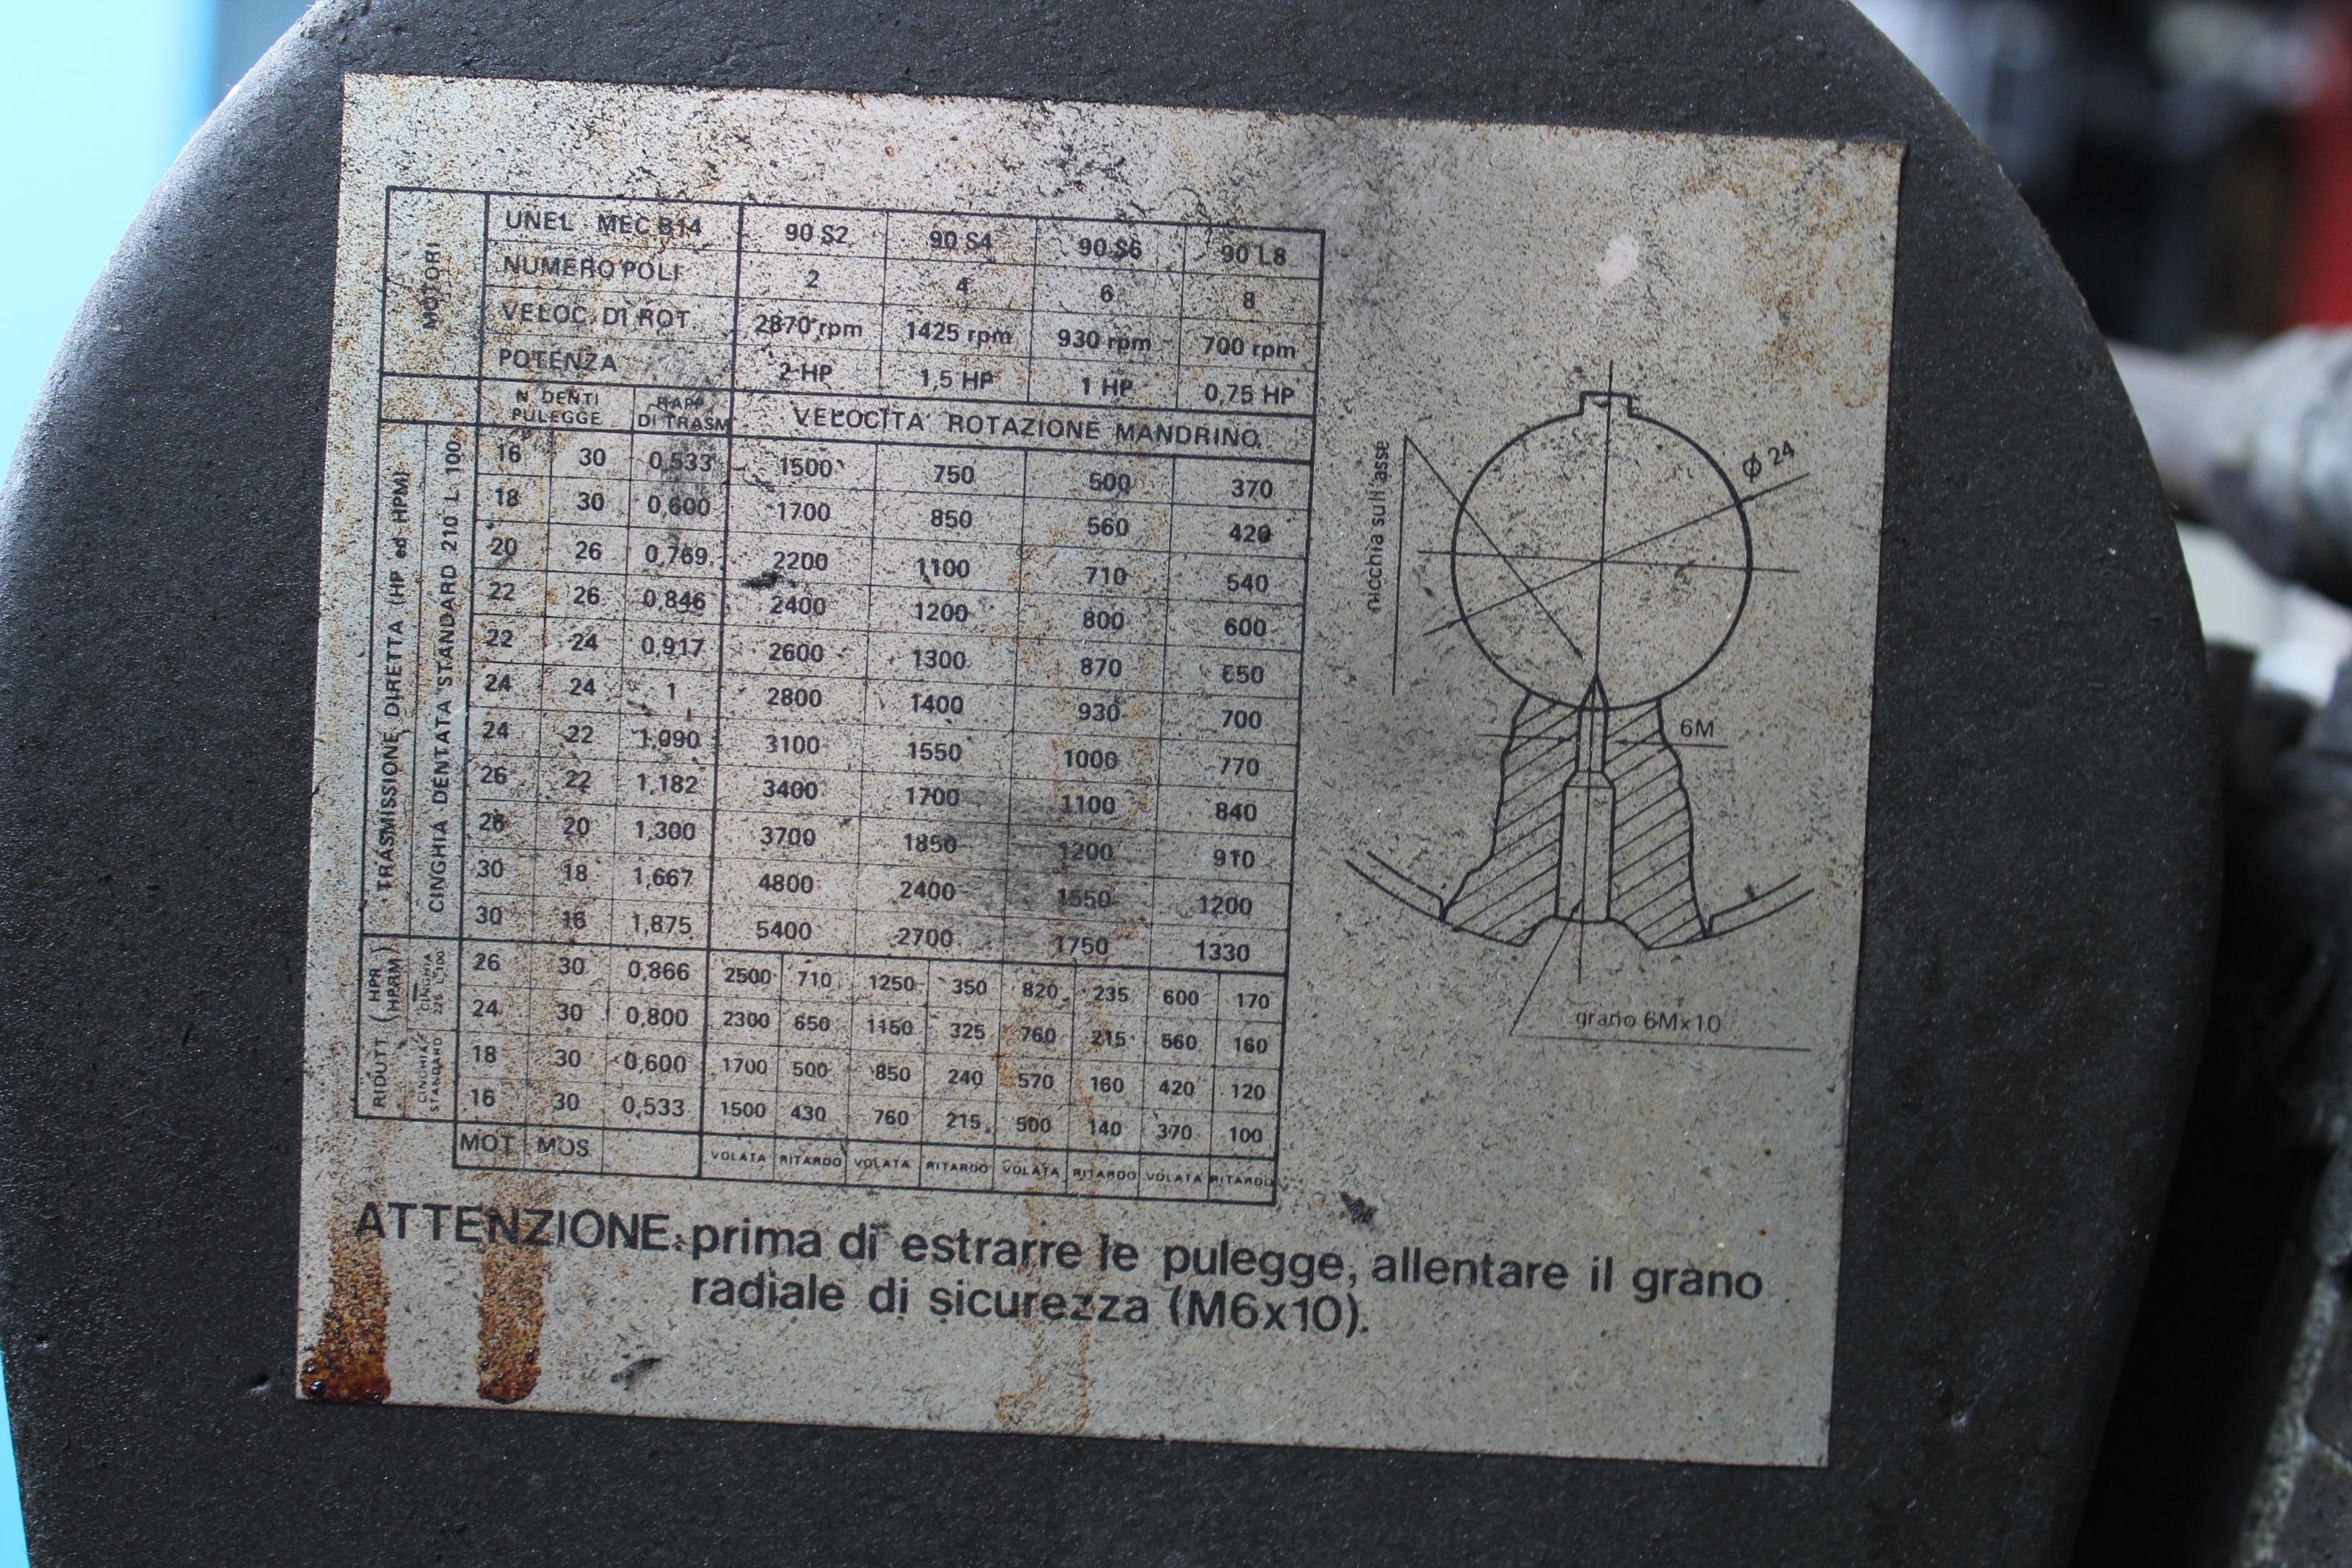 MOTORI
UNEL - MEC B14 90 S2 90 S4 90 S6 90 L8
NUMERO POLI 2 4 6 8
VELOC. DI ROT. 2870 rpm 1425 rpm 930 rpm 700 rpm
POTENZA 2 HP 1,5 HP 1 HP 0,75 HP
N. DENTI PULEGGE RAPP. DI TRASM VELOCITA' ROTAZIONE MANDRINO
TRASMISSIONE DIRETTA (HP ed HPM)
CINGHIA DENTATA STANDARD 210 L 100
16 30 0,533 1500 750 500 370
18 30 0,600 1700 850 560 420
20 26 0,769 2200 1100 710 540
22 26 0,846 2400 1200 800 600
22 24 0,917 2600 1300 870 650
24 24 1 2800 1400 930 700
24 22 1,090 3100 1550 1000 770
26 22 1,182 3400 1700 1100 840
26 20 1,300 3700 1850 1200 910
30 18 1,667 4800 2400 1550 1200
30 16 1,875 5400 2700 1750 1330
RIDUTT. (HPR HPRM)
CINGHIA 225 L 100
CINGHIA STANDARD
26 30 0,866 2500 710 1250 350 820 235 600 170
24 30 0,800 2300 650 1150 325 760 215 560 160
18 30 0,600 1700 500 850 240 570 160 420 120
16 30 0,533 1500 430 760 215 500 140 370 100
MOT MOS VOLATA RITARDO VOLATA RITARDO VOLATA RITARDO VOLATA RITARDO
nicchia sull'asse
ϕ 24
6M
grano 6Mx10
ATTENZIONE: prima di estrarre le pulegge, allentare il grano
radiale di sicurezza (M6x10).